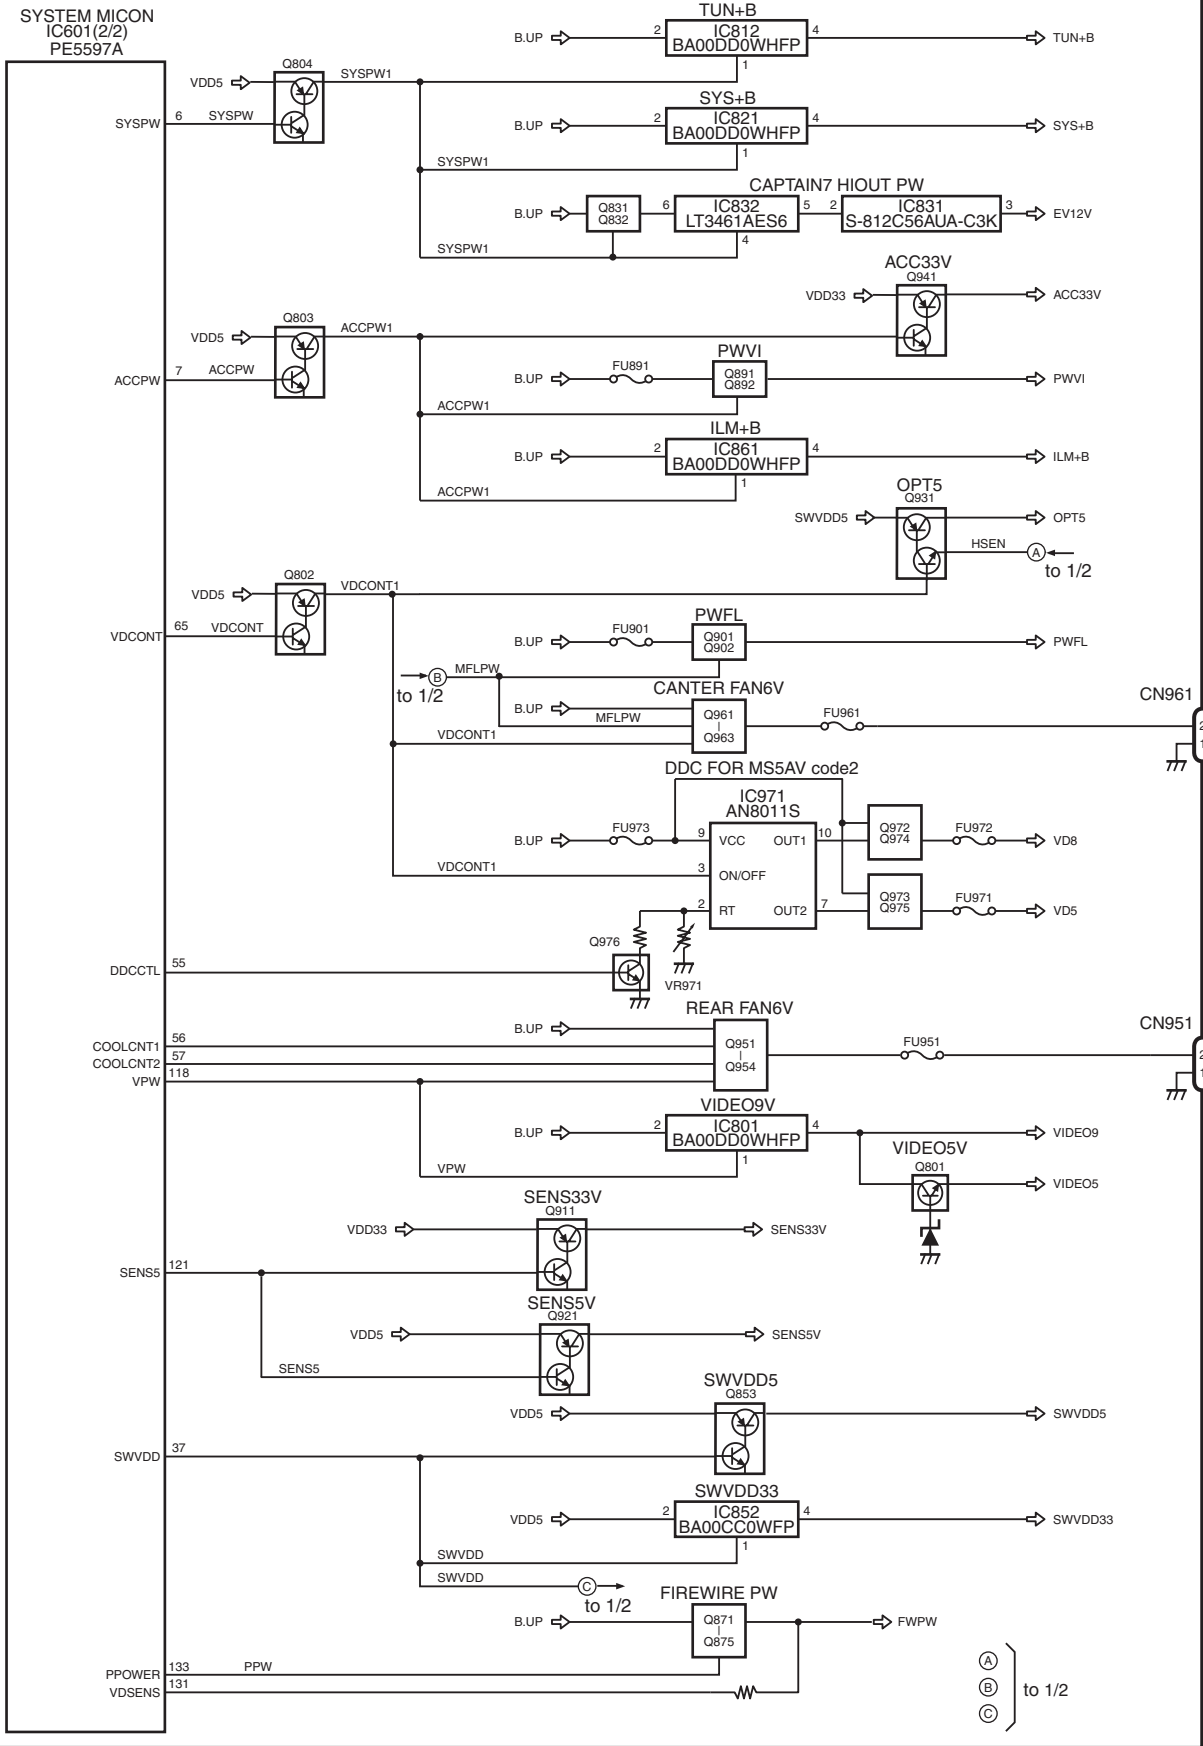 SYSTEM MICON
IC601(2/2)
PE5597A
TUN+B
B.UP 2 IC812 4 TUN+B
BA00DD0WHFP
1
Q804
VDD5 SYSPW1
SYSPW 6 SYSPW
SYS+B
B.UP 2 IC821 4 SYS+B
BA00DD0WHFP
1
SYSPW1
CAPTAIN7 HIOUT PW
B.UP Q831 6 IC832 5 2 IC831 3 EV12V
Q832 LT3461AES6 S-812C56AUA-C3K
4
SYSPW1
ACC33V
Q941
VDD33 ACC33V
Q803
VDD5 ACCPW1
ACCPW 7 ACCPW
PWVI
FU891
B.UP Q891 PWVI
Q892
ACCPW1
ILM+B
B.UP 2 IC861 4 ILM+B
BA00DD0WHFP
1
ACCPW1
OPT5
Q931
SWVDD5 OPT5
HSEN A
to 1/2
Q802
VDD5 VDCONT1
VDCONT 65 VDCONT
PWFL
FU901
B.UP Q901 PWFL
Q902
B MFLPW
to 1/2
CANTER FAN6V
CN961
B.UP
MFLPW Q961 FU961 2
Q963
VDCONT1 1
DDC FOR MS5AV code2
IC971
AN8011S
FU973
B.UP 9 VCC OUT1 10 Q972 FU972 VD8
Q974
VDCONT1 3 ON/OFF
2 RT OUT2 7 Q973 FU971 VD5
Q975
Q976
DDCCTL 55
VR971
REAR FAN6V
CN951
B.UP
COOLCNT1 56
COOLCNT2 57
VPW 118
Q951
Q954
FU951
2
1
VIDEO9V
B.UP 2 IC801 4 VIDEO9
BA00DD0WHFP
1
VPW
VIDEO5V
Q801
VIDEO5
SENS33V
Q911
VDD33 SENS33V
SENS5 121
SENS5V
Q921
VDD5 SENS5V
SENS5
SWVDD5
Q853
VDD5 SWVDD5
SWVDD 37
SWVDD33
VDD5 2 IC852 4 SWVDD33
BA00CC0WFP
1
SWVDD
SWVDD C
to 1/2
FIREWIRE PW
B.UP Q871 FWPW
Q875
PPOWER 133 PPW
VDSENS 131
A
B to 1/2
C